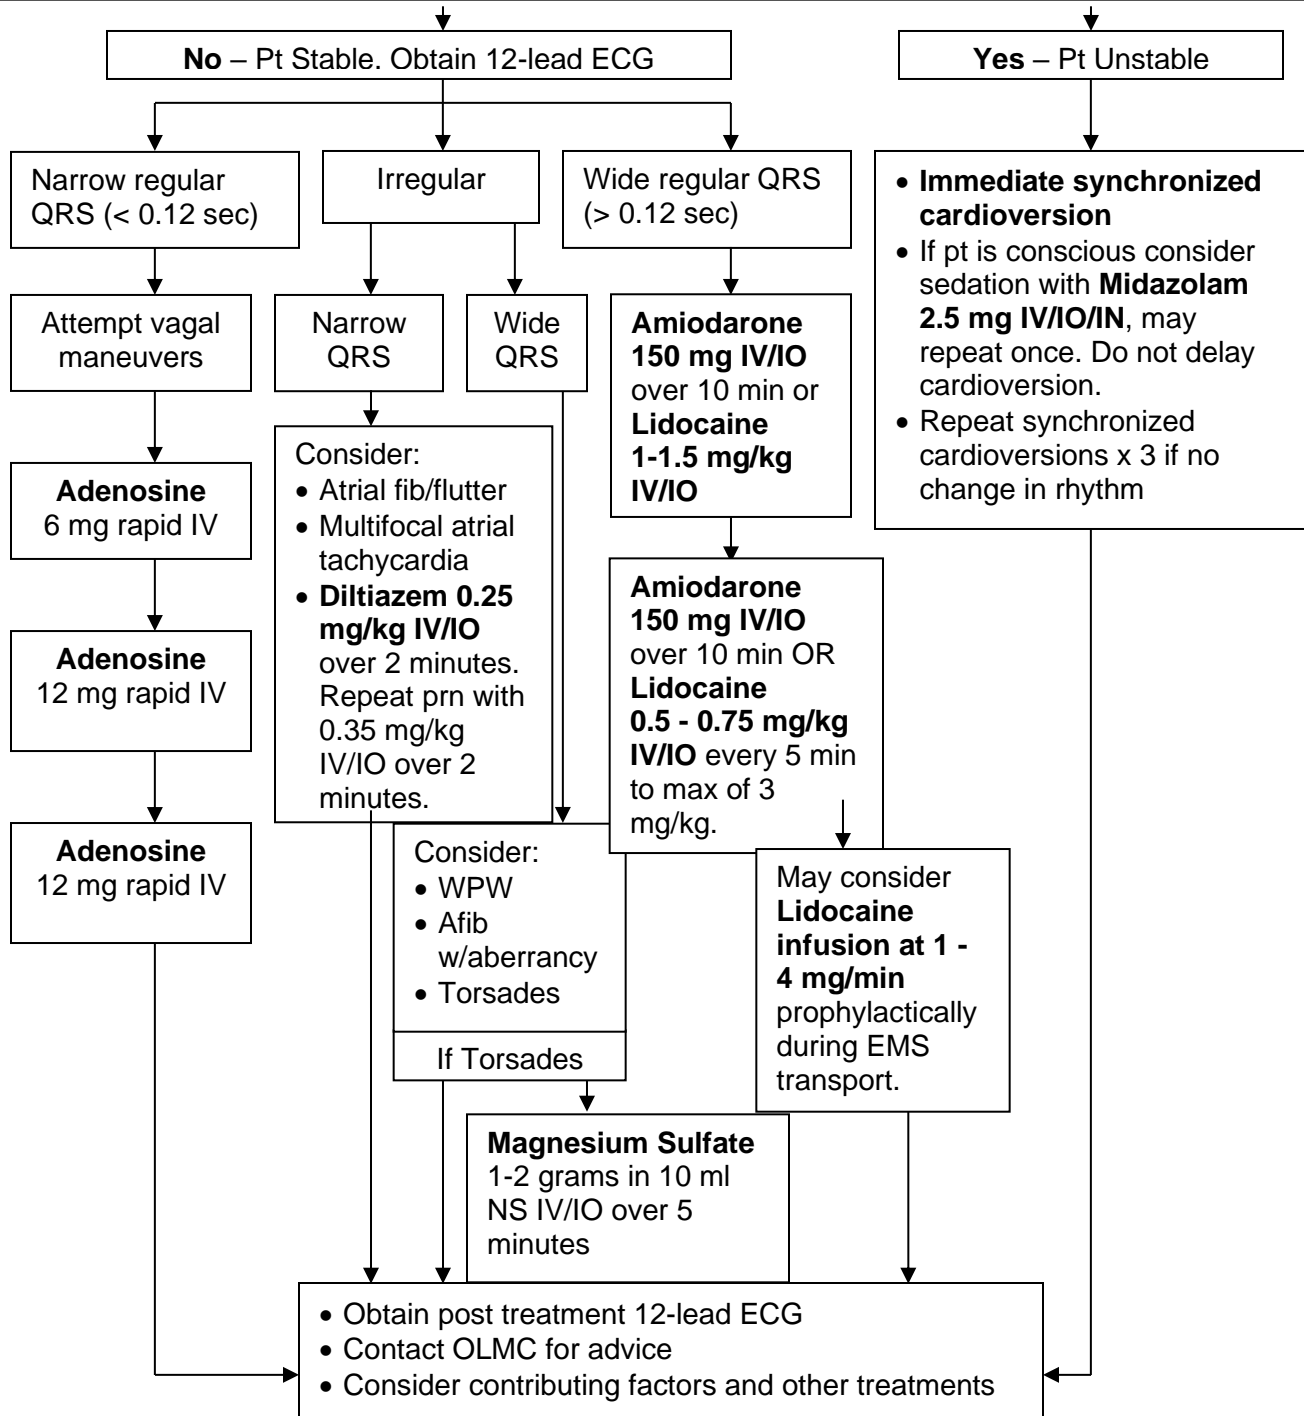 No – Pt Stable. Obtain 12-lead ECG
Yes – Pt Unstable
Narrow regular
QRS (< 0.12 sec)
Irregular
Wide regular QRS
(> 0.12 sec)
• Immediate synchronized
cardioversion
• If pt is conscious consider
sedation with Midazolam
2.5 mg IV/IO/IN, may
repeat once. Do not delay
cardioversion.
• Repeat synchronized
cardioversions x 3 if no
change in rhythm
Attempt vagal
maneuvers
Narrow
QRS
Wide
QRS
Amiodarone
150 mg IV/IO
over 10 min or
Lidocaine
1-1.5 mg/kg
IV/IO
Adenosine
6 mg rapid IV
Consider:
• Atrial fib/flutter
• Multifocal atrial
tachycardia
• Diltiazem 0.25
mg/kg IV/IO
over 2 minutes.
Repeat prn with
0.35 mg/kg
IV/IO over 2
minutes.
Amiodarone
150 mg IV/IO
over 10 min OR
Lidocaine
0.5 - 0.75 mg/kg
IV/IO every 5 min
to max of 3
mg/kg.
Adenosine
12 mg rapid IV
Adenosine
12 mg rapid IV
Consider:
• WPW
• Afib
w/aberrancy
• Torsades
If Torsades
May consider
Lidocaine
infusion at 1 -
4 mg/min
prophylactically
during EMS
transport.
Magnesium Sulfate
1-2 grams in 10 ml
NS IV/IO over 5
minutes
• Obtain post treatment 12-lead ECG
• Contact OLMC for advice
• Consider contributing factors and other treatments